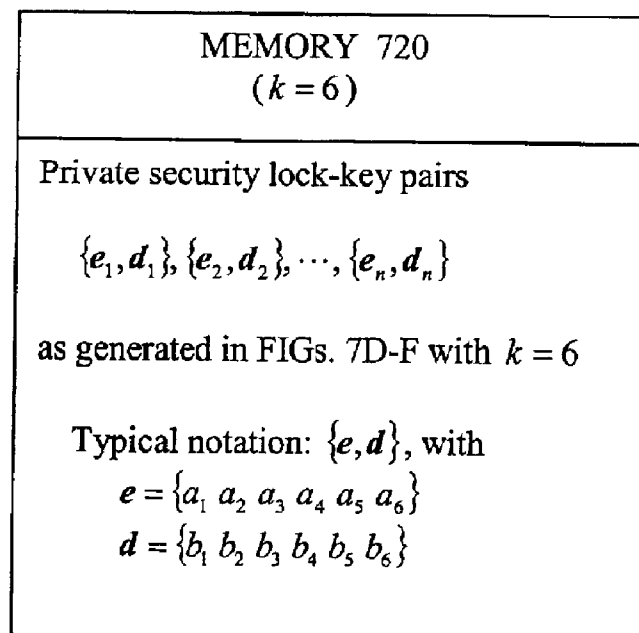 MEMORY 720
(k = 6)
Private security lock-key pairs
{e₁,d₁},{e₂,d₂},⋯,{eₙ,dₙ}
as generated in FIGs. 7D-F with k = 6
Typical notation: {e,d}, with
e = {a₁ a₂ a₃ a₄ a₅ a₆}
d = {b₁ b₂ b₃ b₄ b₅ b₆}